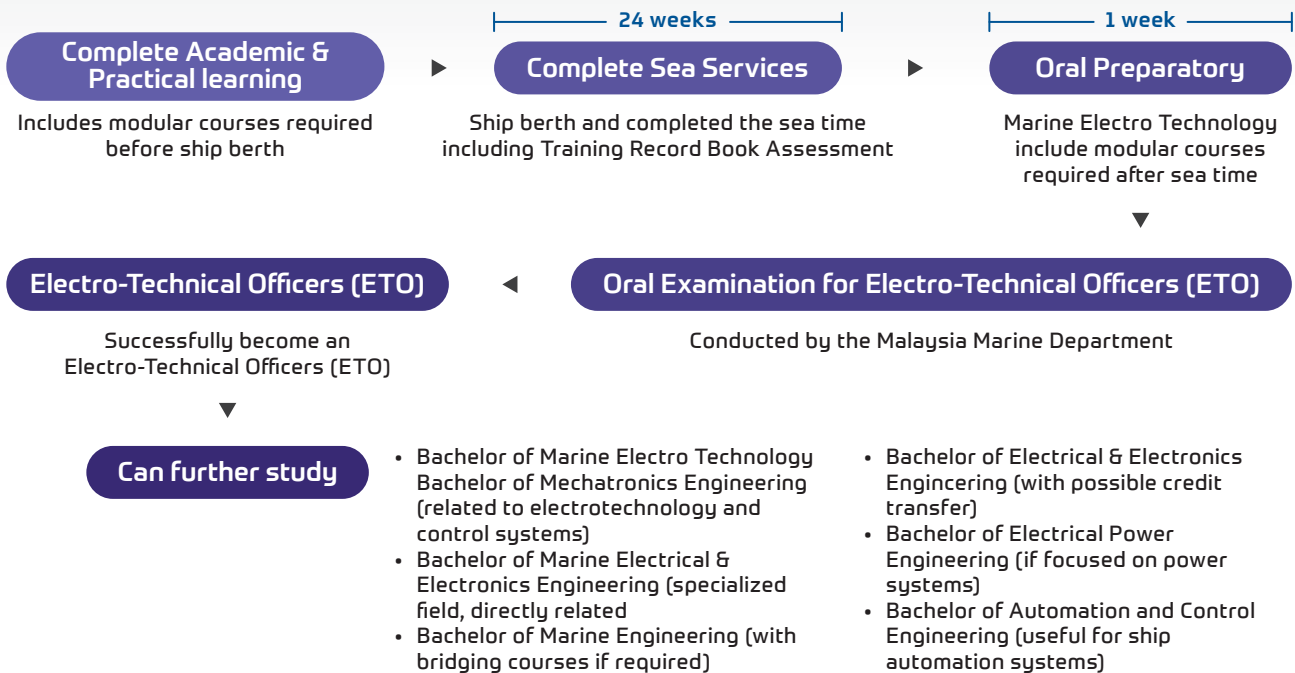 24 weeks
1 week
Complete Academic &
Practical learning
Complete Sea Services
Oral Preparatory
Includes modular courses required
before ship berth
Ship berth and completed the sea time
including Training Record Book Assessment
Marine Electro Technology
include modular courses
required after sea time
Oral Examination for Electro-Technical Officers (ETO)
Conducted by the Malaysia Marine Department
Electro-Technical Officers (ETO)
Successfully become an
Electro-Technical Officers (ETO)
Can further study
• Bachelor of Marine Electro Technology
Bachelor of Mechatronics Engineering
(related to electrotechnology and
control systems)
• Bachelor of Marine Electrical &
Electronics Engineering (specialized
field, directly related
• Bachelor of Marine Engineering (with
bridging courses if required)
• Bachelor of Electrical & Electronics
Engincering (with possible credit
transfer)
• Bachelor of Electrical Power
Engineering (if focused on power
systems)
• Bachelor of Automation and Control
Engineering (useful for ship
automation systems)